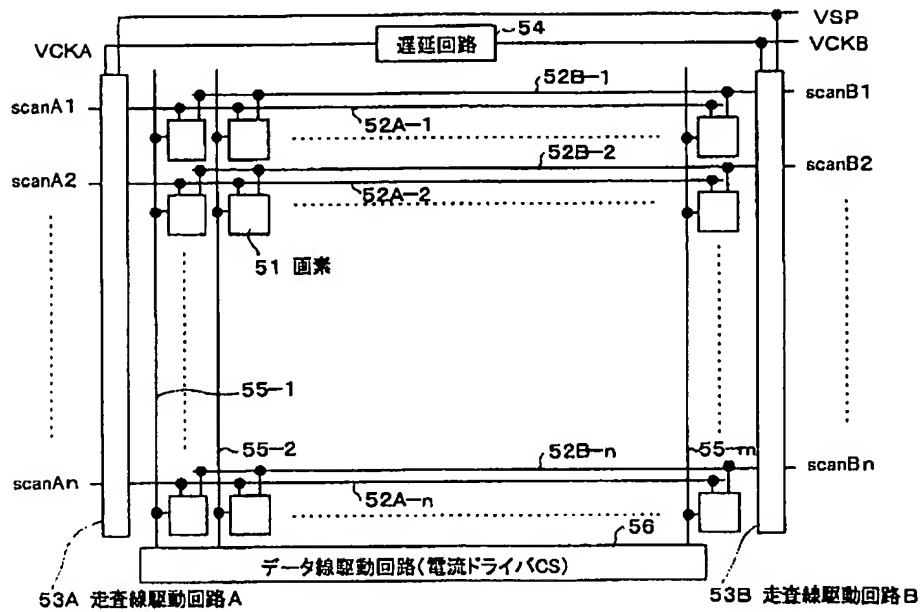 VSP
54
遅延回路
VCKA
VCKB
52B-1
scanA1
scanB1
52A-1
52B-2
scanA2
scanB2
52A-2
51 画素
55-1
55-2
52B-n
55-m
scanAn
scanBn
52A-n
56
データ線駆動回路(電流ドライバCS)
53A 走査線駆動回路A
53B 走査線駆動回路B